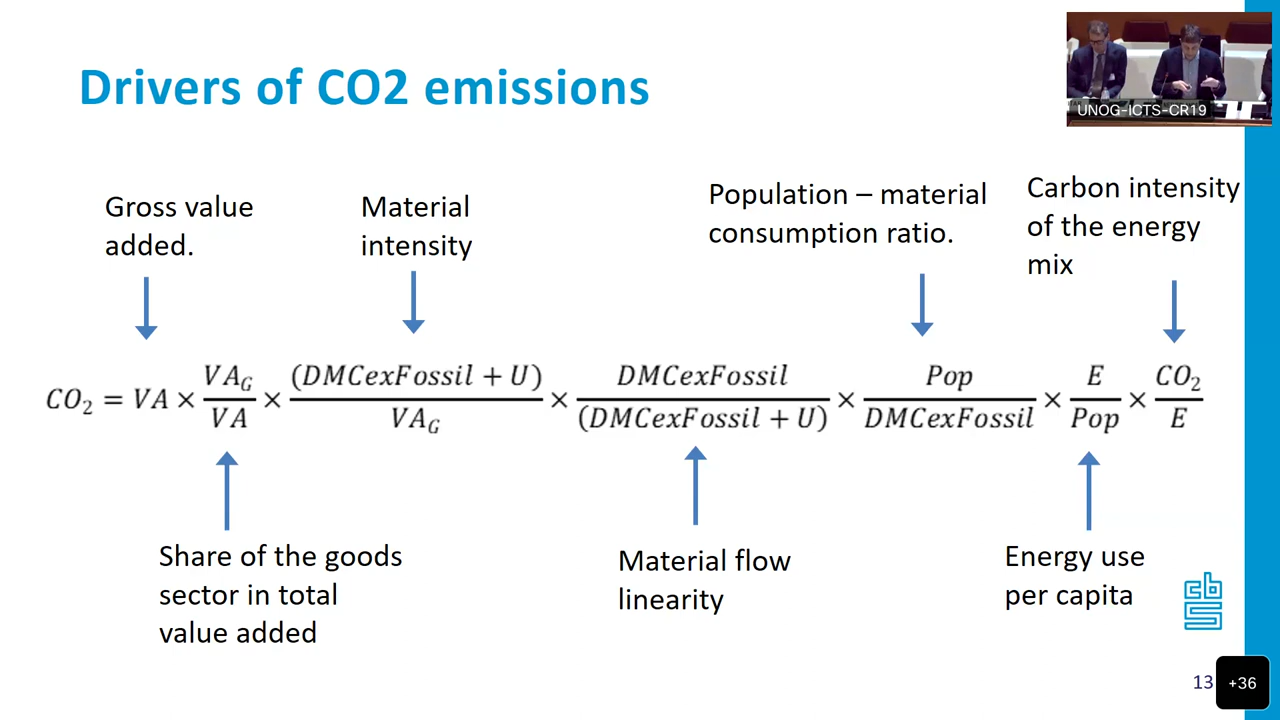 Drivers of CO2 emissions
UNOG-ICTS-CR19
Gross value
added.
Material
intensity
Population – material
consumption ratio.
Carbon intensity
of the energy
mix
CO₂ = VA × VA_G / VA × (DMCexFossil + U) / VA_G × DMCexFossil / (DMCexFossil + U) × Pop / DMCexFossil × E / Pop × CO₂ / E
Share of the goods
sector in total
value added
Material flow
linearity
Energy use
per capita
cbs
13
+36